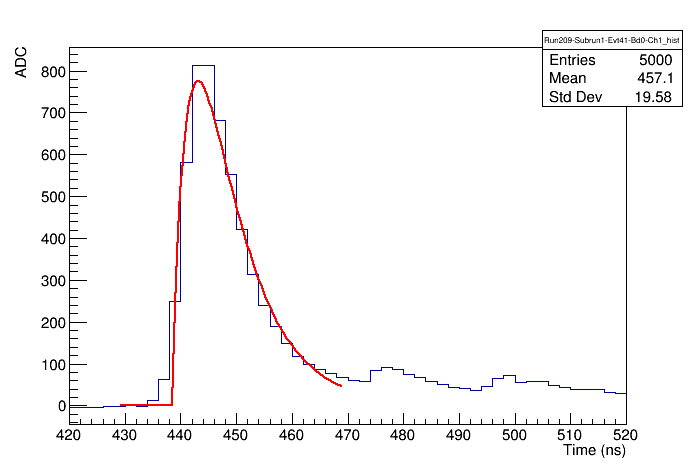 Run209-Subrun1-Evt41-Bd0-Ch1_hist
Entries 5000
Mean 457.1
Std Dev 19.58
ADC
800
700
600
500
400
300
200
100
0
420 430 440 450 460 470 480 490 500 510 520
Time (ns)